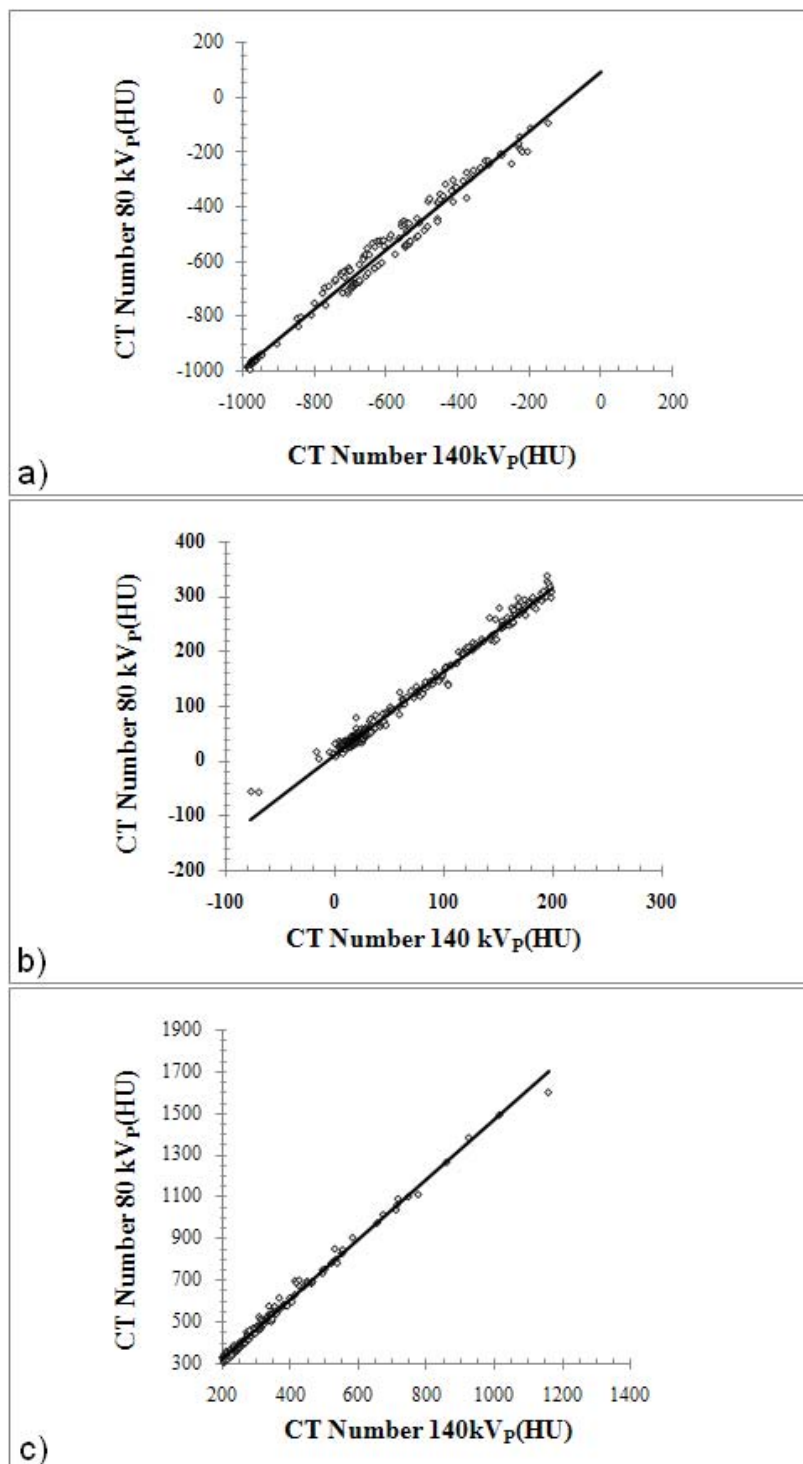 200
0
-200
-400
-600
-800
-1000
CT Number 80 kVP(HU)
-1000 -800 -600 -400 -200 0 200
CT Number 140kVP(HU)
a)
400
300
200
100
0
-100
-200
CT Number 80 kVP(HU)
-100 0 100 200 300
CT Number 140 kVP(HU)
b)
1900
1700
1500
1300
1100
900
700
500
300
CT Number 80 kVP(HU)
200 400 600 800 1000 1200 1400
CT Number 140kVP(HU)
c)